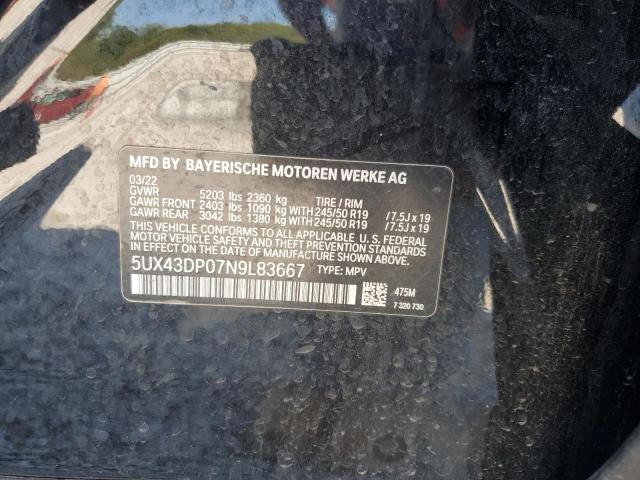 MFD BY BAYERISCHE MOTOREN WERKE AG
03/22
GVWR 5203 lbs 2360 kg TIRE / RIM
GAWR FRONT 2403 lbs 1090 kg WITH 245/50 R19 / 7.5J x 19
GAWR REAR 3042 lbs 1380 kg WITH 245/50 R19 / 7.5J x 19
THIS VEHICLE CONFORMS TO ALL APPLICABLE U. S. FEDERAL
MOTOR VEHICLE SAFETY STANDARDS IN EFFECT ON THE
DATE OF MANUFACTURE SHOWN ABOVE.
5UX43DP07N9L83667 TYPE: MPV
475M
7 320 730